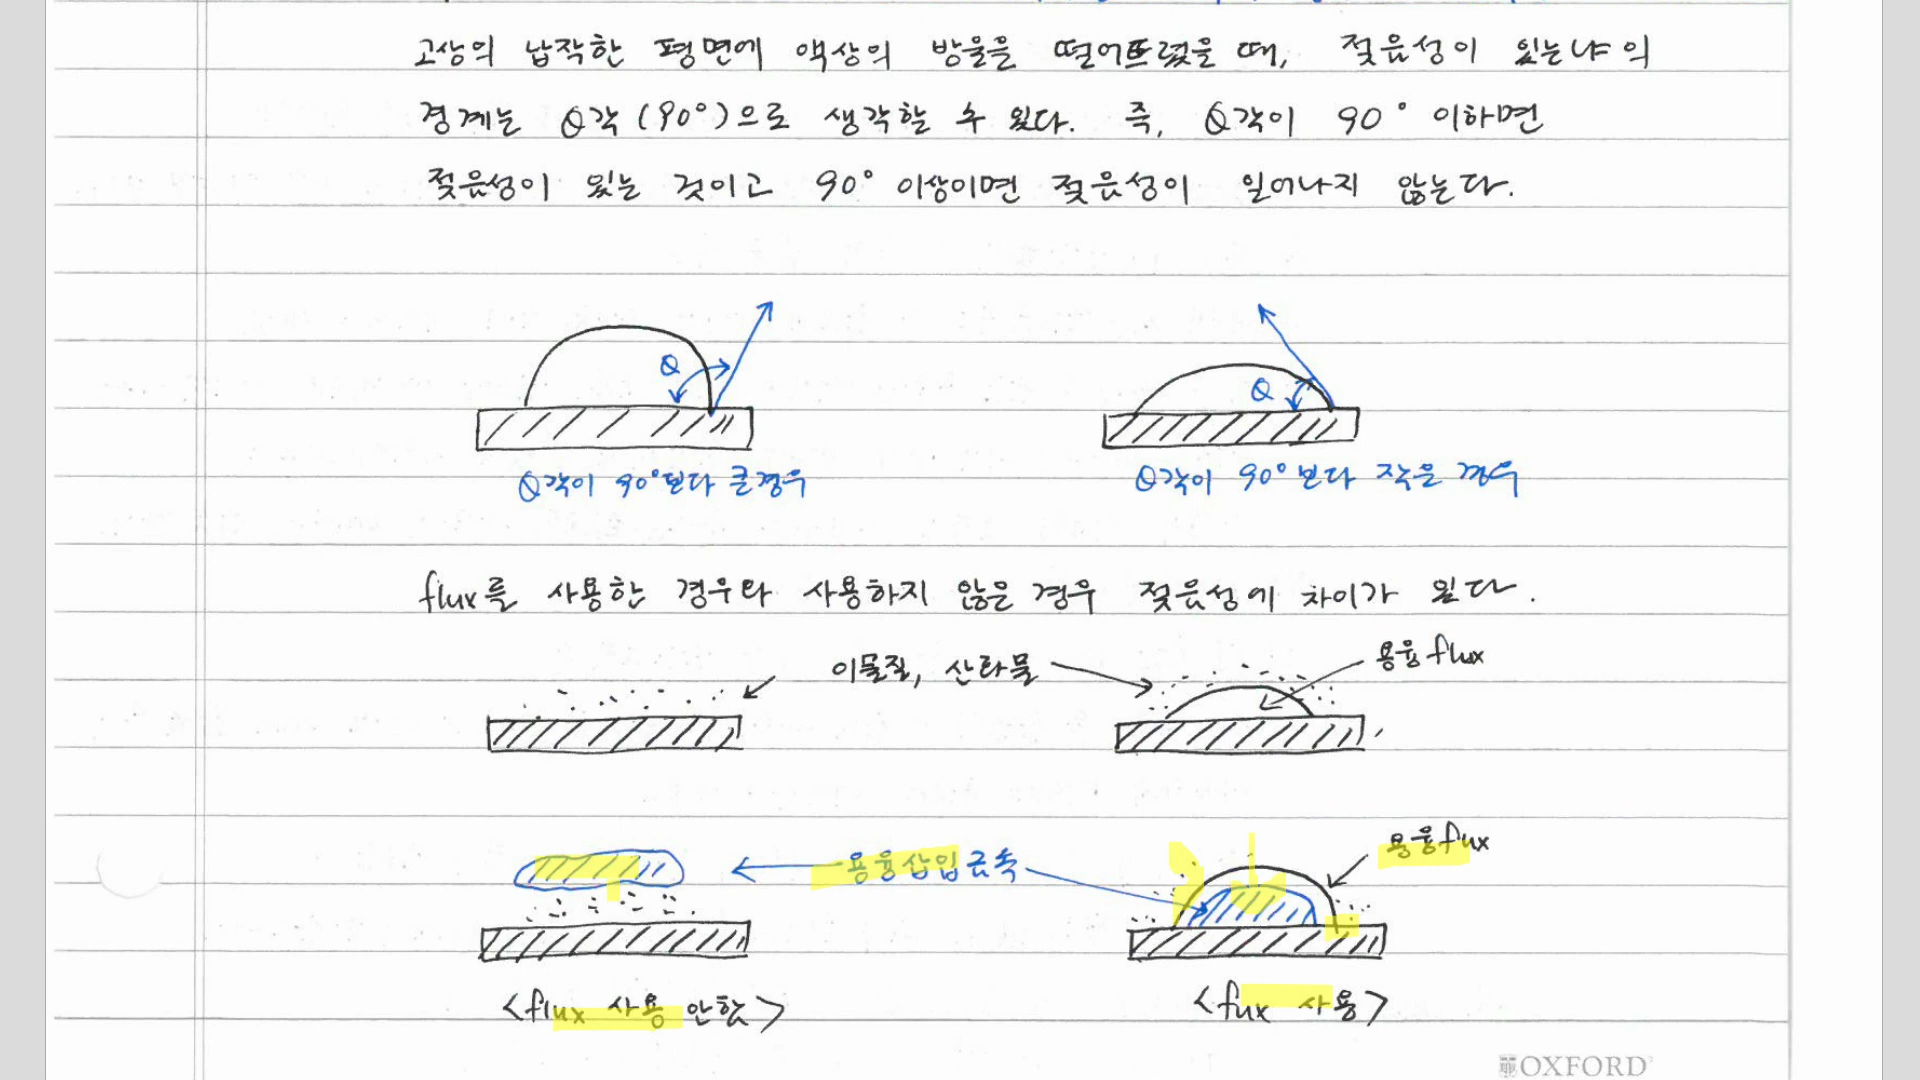 고상의 납작한 평면에 액상의 방울을 떨어뜨렸을 때, 젖음성이 있는냐의
경계는 θ각(90°)으로 생각할 수 있다. 즉, θ각이 90° 이하면
젖음성이 있는 것이고 90° 이상이면 젖음성이 일어나지 않는다.
θ
θ
θ각이 90°보다 큰경우
θ각이 90°보다 작은 경우
flux를 사용한 경우와 사용하지 않은 경우 젖음성에 차이가 있다.
이물질, 산화물
용융flux
용융삽입금속
용융flux
<flux 사용 안함>
<fux 사용>
OXFORD